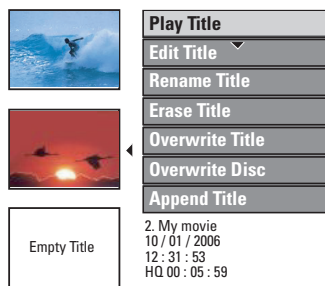 Play Title
Edit Title
Rename Title
Erase Title
Overwrite Title
Overwrite Disc
Append Title
Empty Title
2. My movie
10 / 01 / 2006
12 : 31 : 53
HQ 00 : 05 : 59